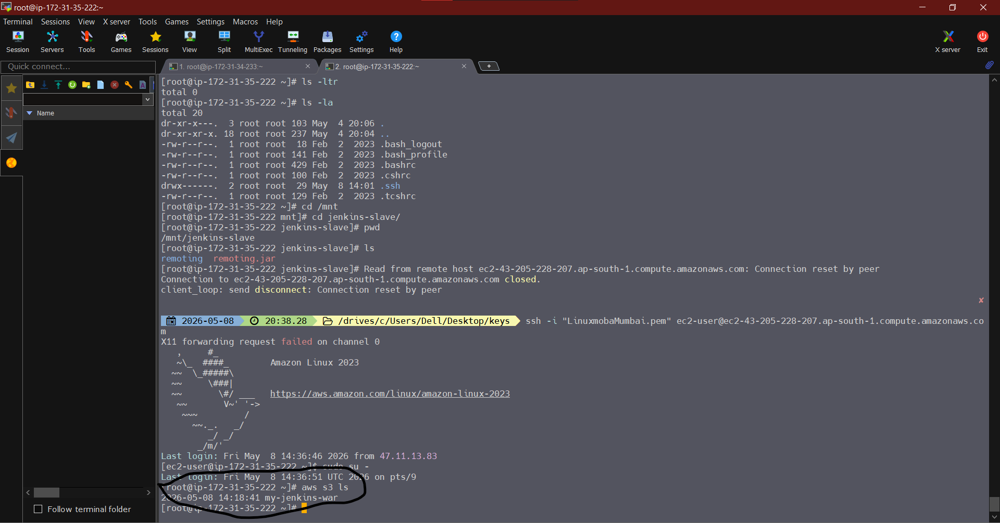 root@ip-172-31-35-222:~
Terminal Sessions View X server Tools Games Settings Macros Help
Session Servers Tools Games Sessions View Split MultiExec Tunneling Packages Settings Help X server Exit
Quick connect...
1. root@ip-172-31-34-233:~
2. root@ip-172-31-35-222:~
Name
Follow terminal folder
[root@ip-172-31-35-222 ~]# ls -ltr
total 0
[root@ip-172-31-35-222 ~]# ls -la
total 20
dr-xr-x---.  3 root root 103 May  4 20:06 .
dr-xr-xr-x. 18 root root 237 May  4 20:04 ..
-rw-r--r--.  1 root root  18 Feb  2  2023 .bash_logout
-rw-r--r--.  1 root root 141 Feb  2  2023 .bash_profile
-rw-r--r--.  1 root root 429 Feb  2  2023 .bashrc
-rw-r--r--.  1 root root 100 Feb  2  2023 .cshrc
drwx------.  2 root root  29 May  8 14:01 .ssh
-rw-r--r--.  1 root root 129 Feb  2  2023 .tcshrc
[root@ip-172-31-35-222 ~]# cd /mnt
[root@ip-172-31-35-222 mnt]# cd jenkins-slave/
[root@ip-172-31-35-222 jenkins-slave]# pwd
/mnt/jenkins-slave
[root@ip-172-31-35-222 jenkins-slave]# ls
remoting  remoting.jar
[root@ip-172-31-35-222 jenkins-slave]# Read from remote host ec2-43-205-228-207.ap-south-1.compute.amazonaws.com: Connection reset by peer
Connection to ec2-43-205-228-207.ap-south-1.compute.amazonaws.com closed.
client_loop: send disconnect: Connection reset by peer
2026-05-08 20:38.28 /drives/c/Users/Dell/Desktop/keys ssh -i "LinuxmobaMumbai.pem" ec2-user@ec2-43-205-228-207.ap-south-1.compute.amazonaws.co
m
X11 forwarding request failed on channel 0
   ,     #_
   ~\_  ####_        Amazon Linux 2023
  ~~  \_#####\
  ~~     \###|
  ~~       \#/ ___   https://aws.amazon.com/linux/amazon-linux-2023
   ~~       V~' '->
    ~~~         /
      ~~._.   _/
         _/ _/
       _/m/'
Last login: Fri May  8 14:36:46 2026 from 47.11.13.83
[ec2-user@ip-172-31-35-222 ~]$ sudo su -
Last login: Fri May  8 14:36:51 UTC 2026 on pts/9
[root@ip-172-31-35-222 ~]# aws s3 ls
2026-05-08 14:18:41 my-jenkins-war
[root@ip-172-31-35-222 ~]#